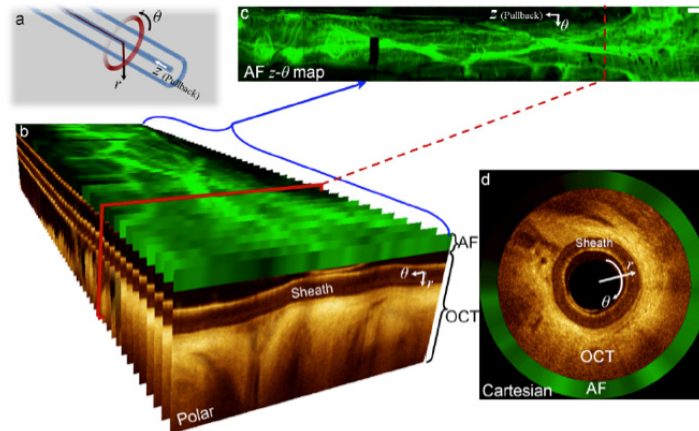 a
θ
r
z (Pullback)
c
z (Pullback)
θ
AF z-θ map
b
AF
θ
r
Sheath
OCT
Polar
d
Sheath
r
θ
OCT
Cartesian
AF